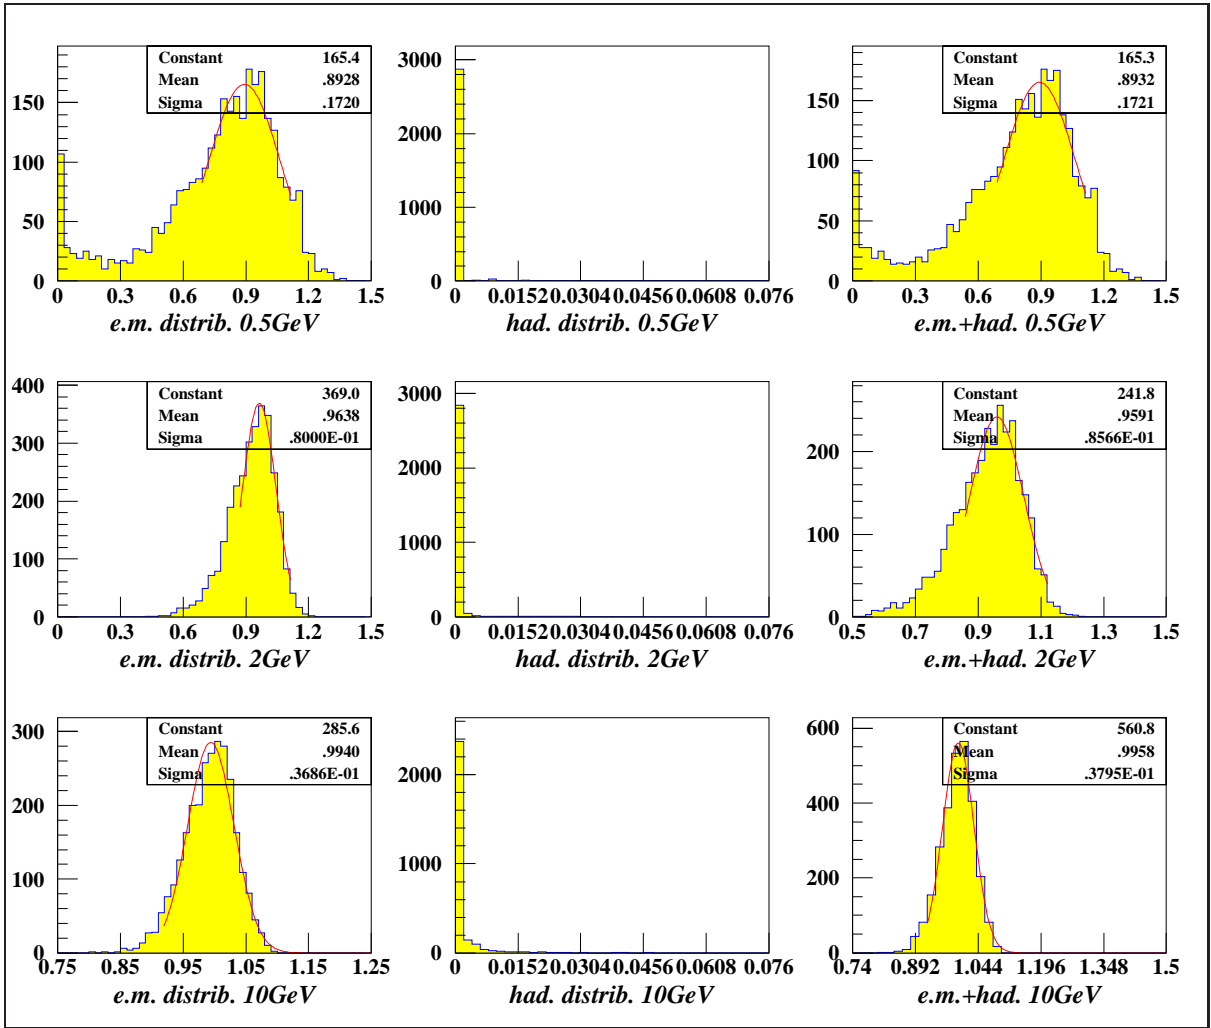 Constant 165.4
Mean .8928
Sigma .1720
150
100
50
0
0 0.3 0.6 0.9 1.2 1.5
e.m. distrib. 0.5GeV
3000
2000
1000
0
0 0.0152 0.0304 0.0456 0.0608 0.076
had. distrib. 0.5GeV
Constant 165.3
Mean .8932
Sigma .1721
150
100
50
0
0 0.3 0.6 0.9 1.2 1.5
e.m.+had. 0.5GeV
Constant 369.0
Mean .9638
Sigma .8000E-01
400
300
200
100
0
0 0.3 0.6 0.9 1.2 1.5
e.m. distrib. 2GeV
3000
2000
1000
0
0 0.0152 0.0304 0.0456 0.0608 0.076
had. distrib. 2GeV
Constant 241.8
Mean .9591
Sigma .8566E-01
200
100
0
0.5 0.7 0.9 1.1 1.3 1.5
e.m.+had. 2GeV
Constant 285.6
Mean .9940
Sigma .3686E-01
300
200
100
0
0.75 0.85 0.95 1.05 1.15 1.25
e.m. distrib. 10GeV
2000
1000
0
0 0.0152 0.0304 0.0456 0.0608 0.076
had. distrib. 10GeV
Constant 560.8
Mean .9958
Sigma .3795E-01
600
400
200
0
0.74 0.892 1.044 1.196 1.348 1.5
e.m.+had. 10GeV